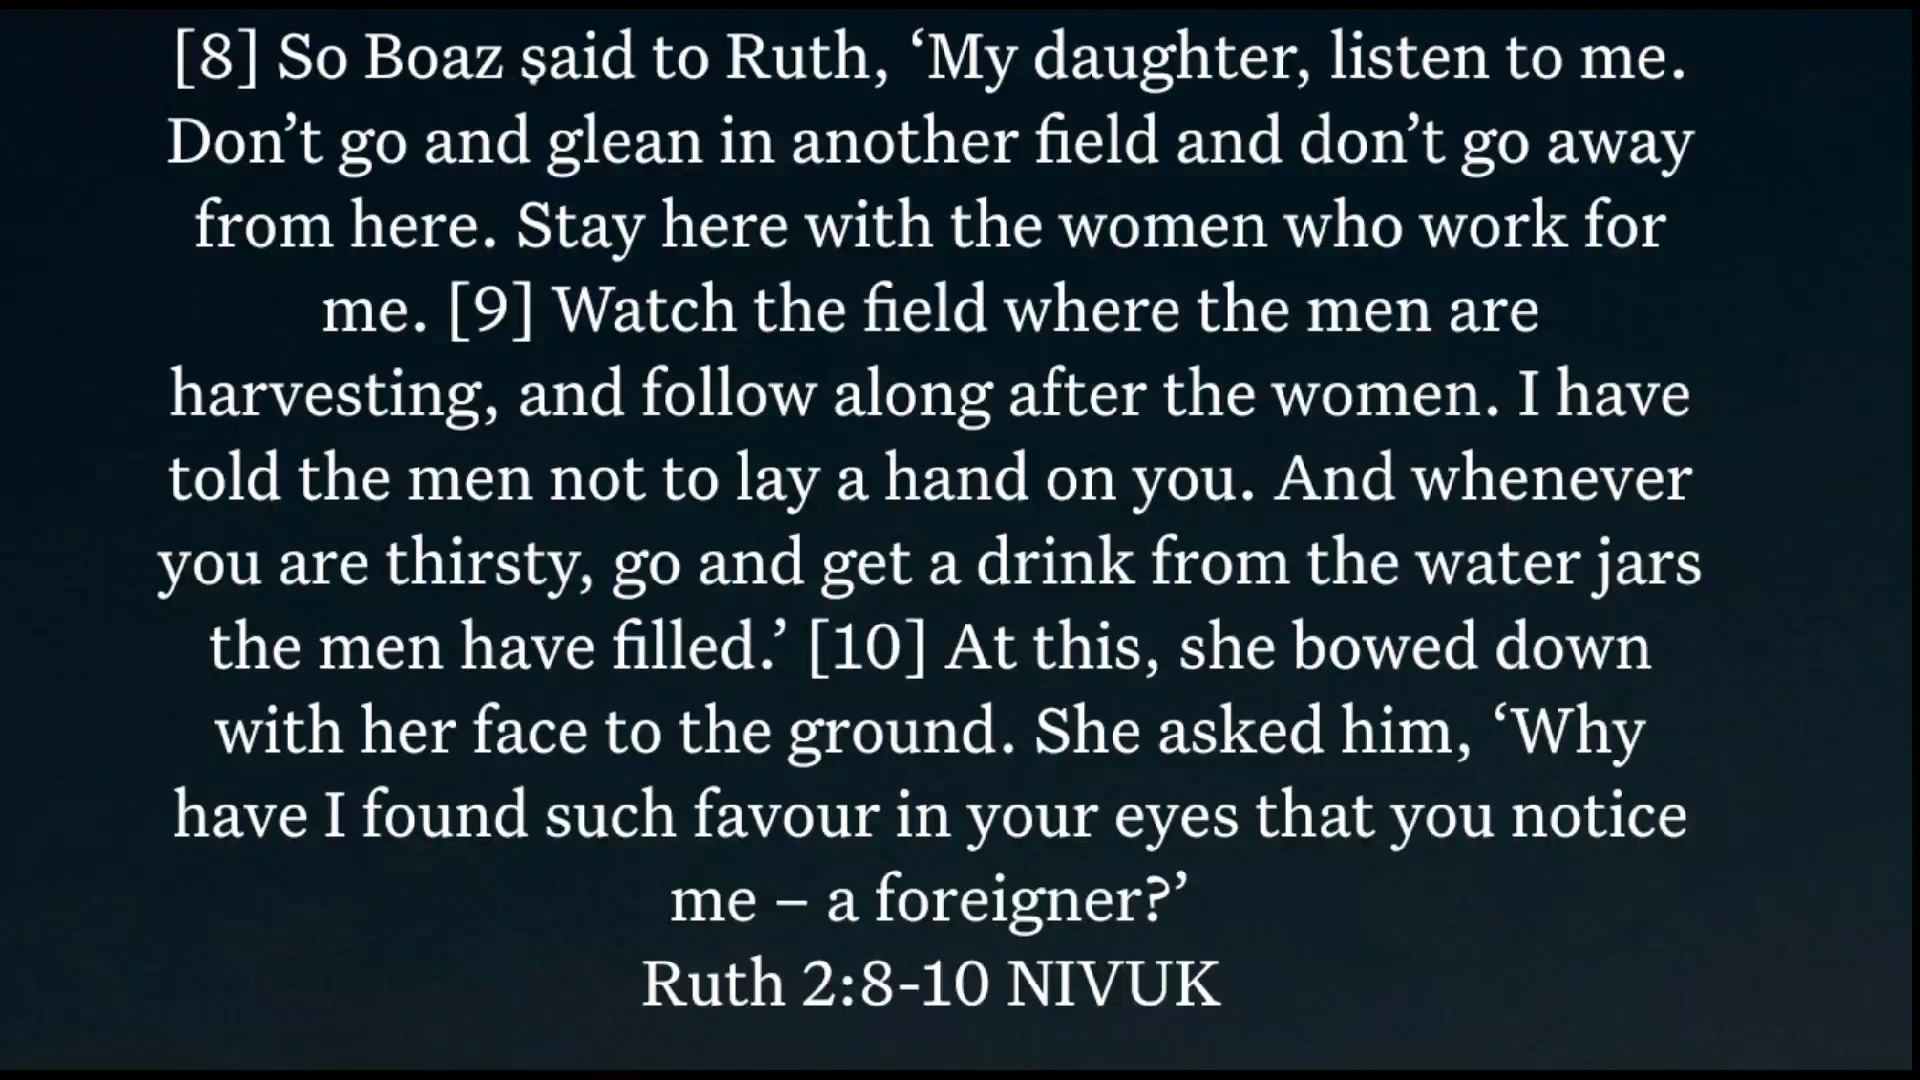 [8] So Boaz said to Ruth, ‘My daughter, listen to me.
Don’t go and glean in another field and don’t go away
from here. Stay here with the women who work for
me. [9] Watch the field where the men are
harvesting, and follow along after the women. I have
told the men not to lay a hand on you. And whenever
you are thirsty, go and get a drink from the water jars
the men have filled.’ [10] At this, she bowed down
with her face to the ground. She asked him, ‘Why
have I found such favour in your eyes that you notice
me – a foreigner?’
Ruth 2:8-10 NIVUK